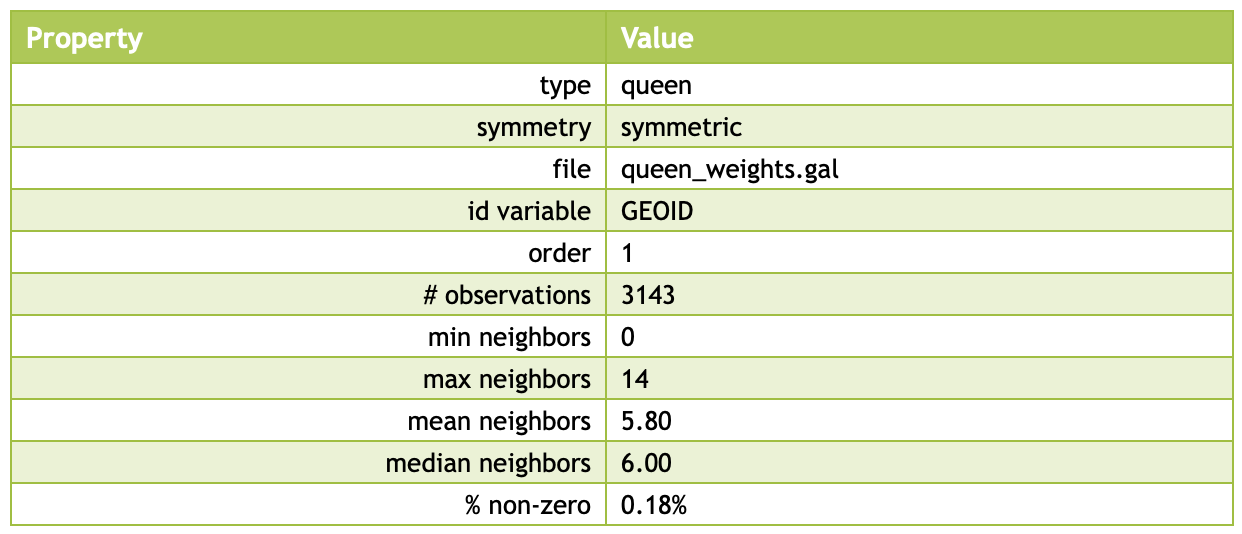 Property Value
type queen
symmetry symmetric
file queen_weights.gal
id variable GEOID
order 1
# observations 3143
min neighbors 0
max neighbors 14
mean neighbors 5.80
median neighbors 6.00
% non-zero 0.18%